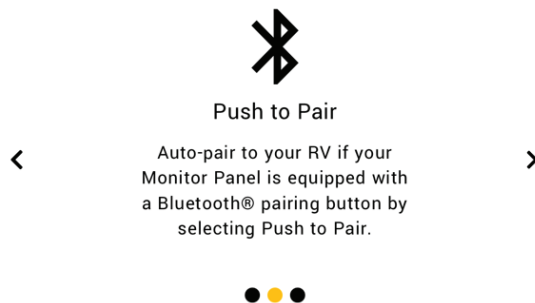 Push to Pair
Auto-pair to your RV if your
Monitor Panel is equipped with
a Bluetooth® pairing button by
selecting Push to Pair.